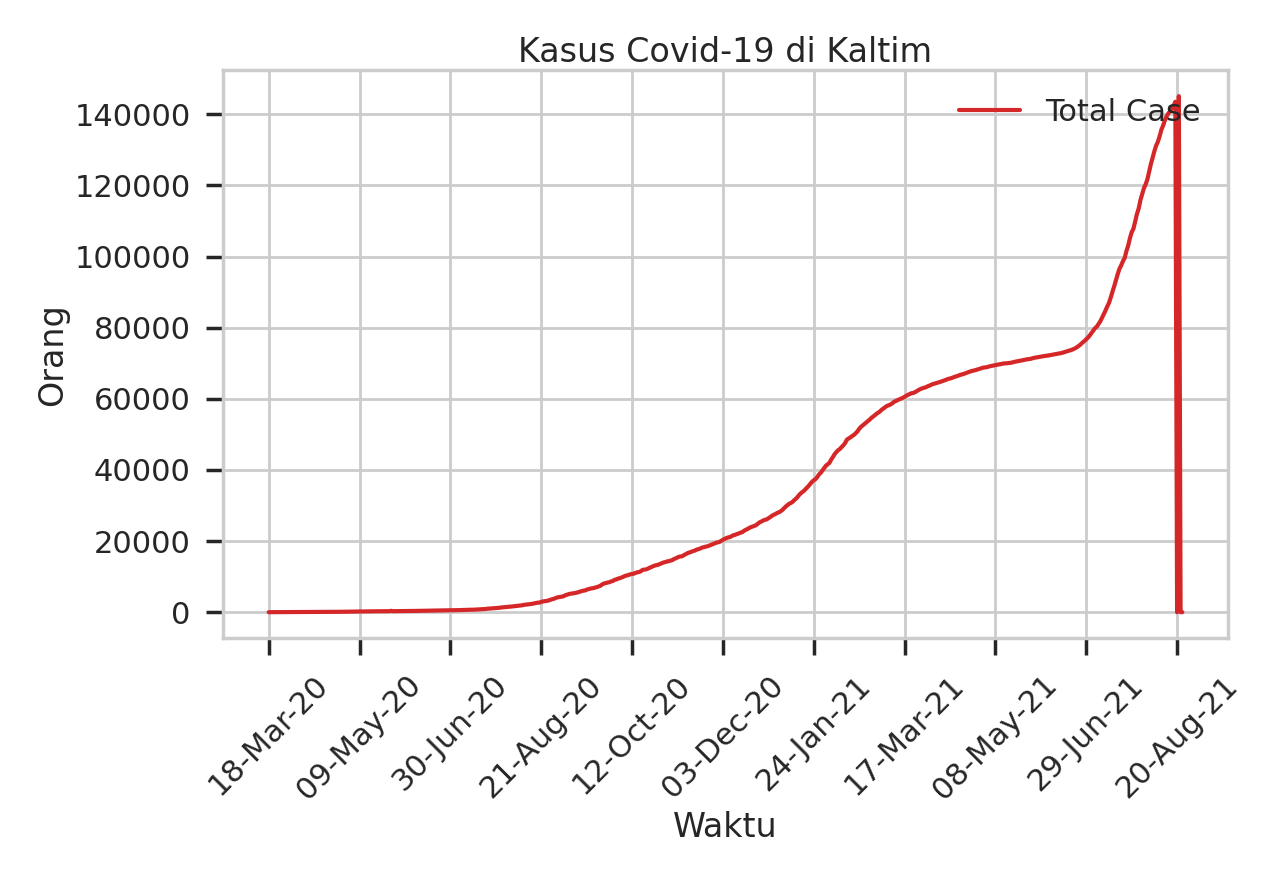 Kasus Covid-19 di Kaltim
Total Case
Orang
140000
120000
100000
80000
60000
40000
20000
0
18-Mar-20
09-May-20
30-Jun-20
21-Aug-20
12-Oct-20
03-Dec-20
24-Jan-21
17-Mar-21
08-May-21
29-Jun-21
20-Aug-21
Waktu